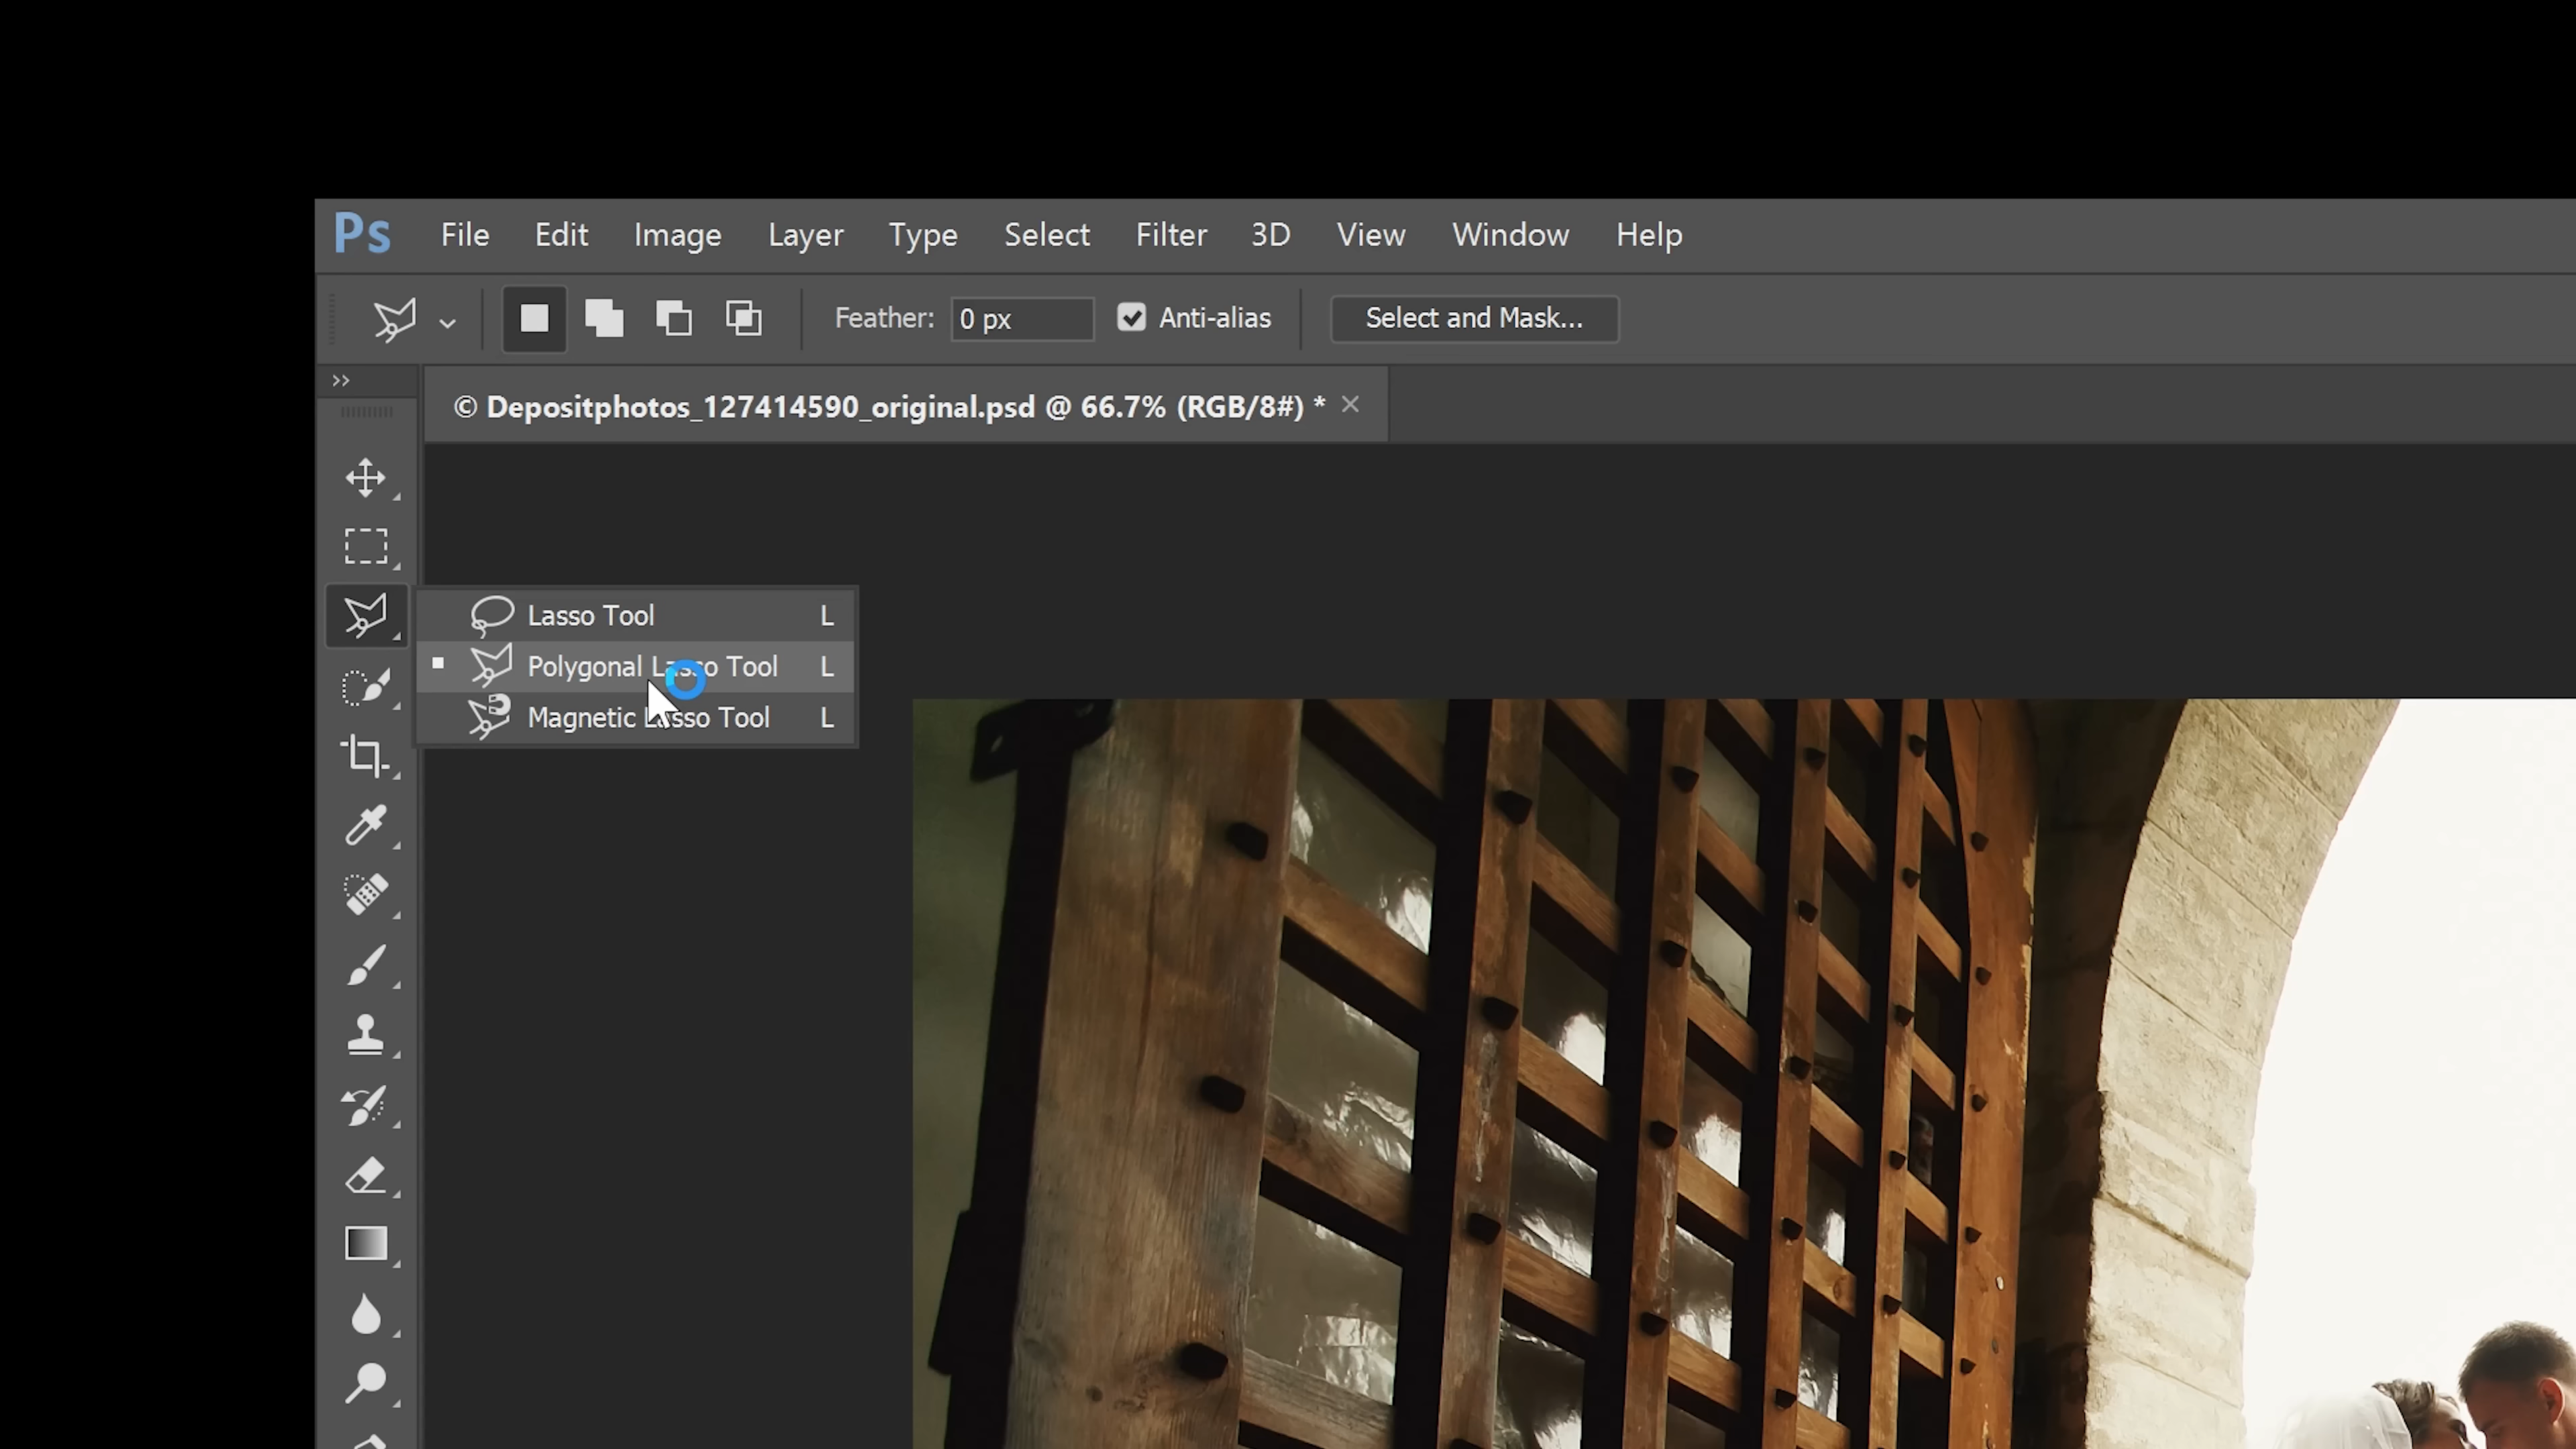 Ps File Edit Image Layer Type Select Filter 3D View Window Help
Feather: 0 px Anti-alias Select and Mask...
© Depositphotos_127414590_original.psd @ 66.7% (RGB/8#) * ×
Lasso Tool L
Polygonal Lasso Tool L
Magnetic Lasso Tool L